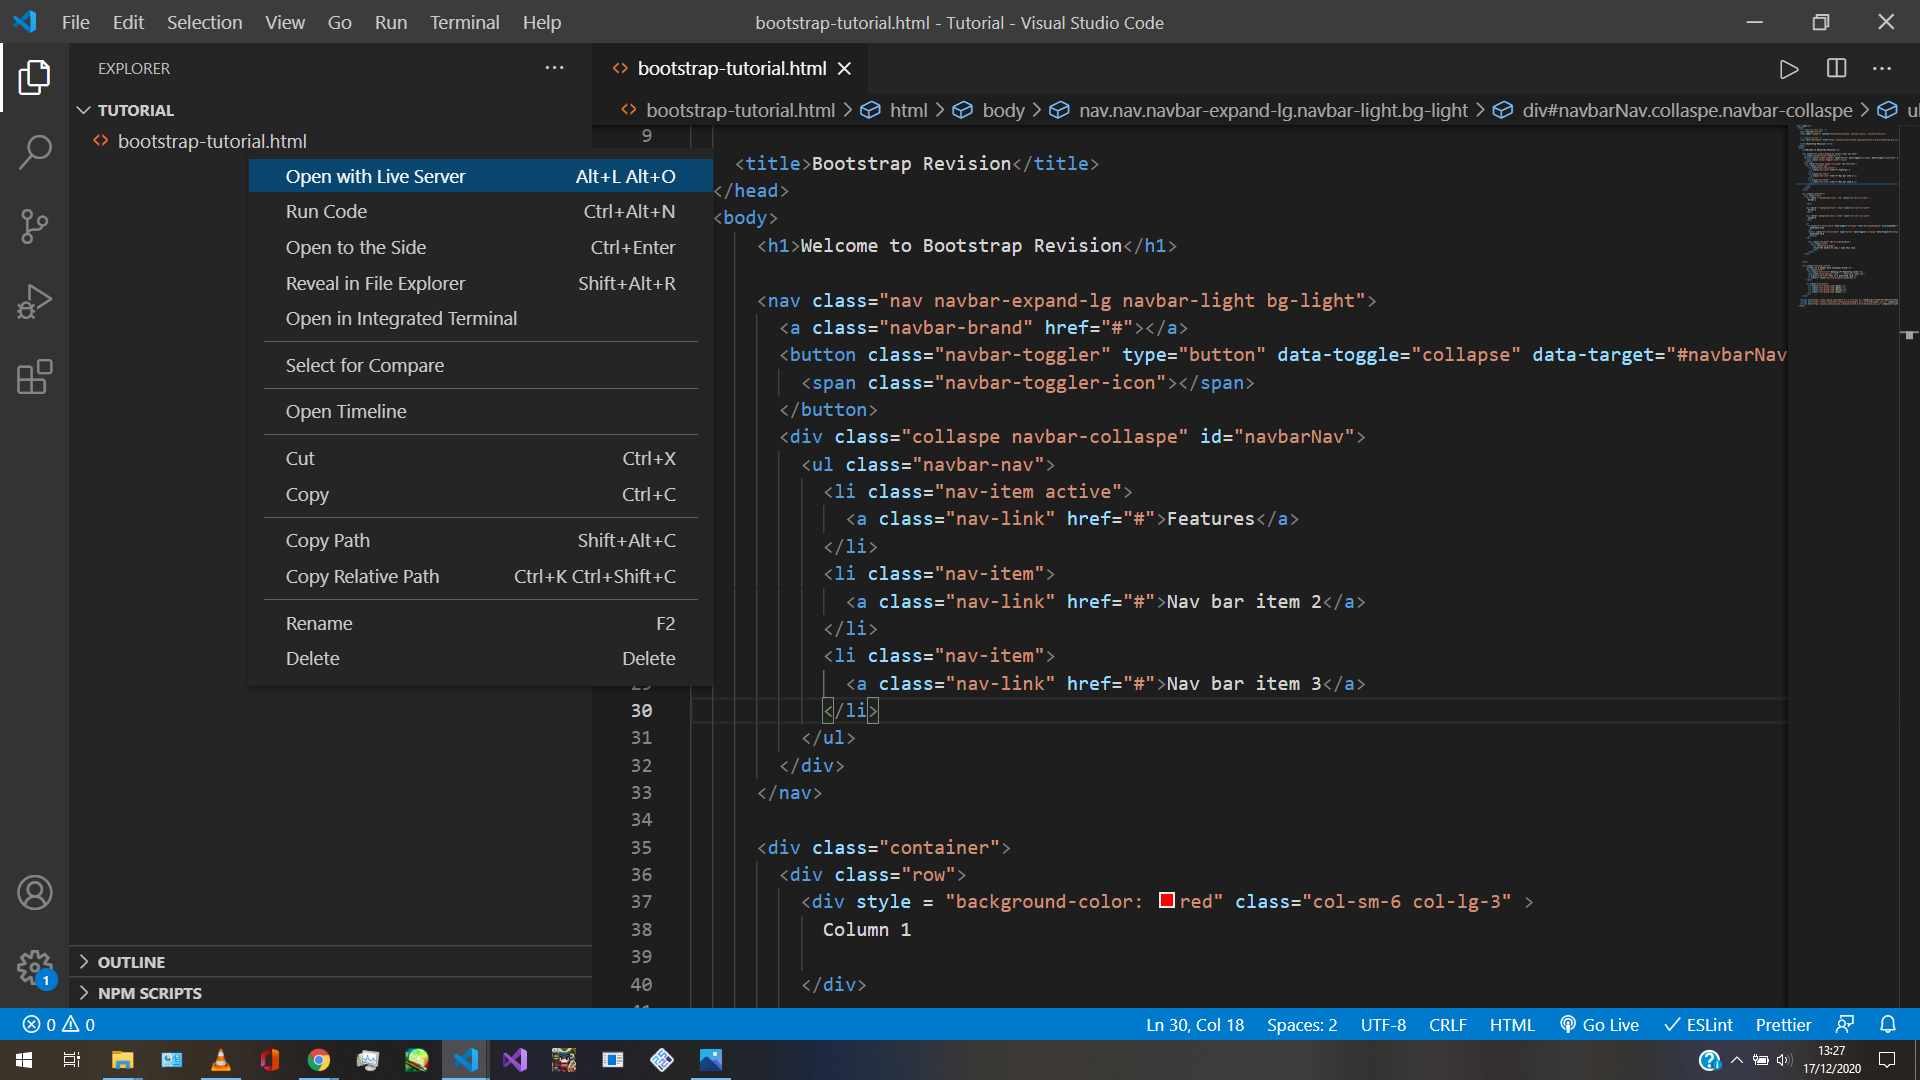 File Edit Selection View Go Run Terminal Help
bootstrap-tutorial.html - Tutorial - Visual Studio Code
EXPLORER
TUTORIAL
bootstrap-tutorial.html
Open with Live Server Alt+L Alt+O
Run Code Ctrl+Alt+N
Open to the Side Ctrl+Enter
Reveal in File Explorer Shift+Alt+R
Open in Integrated Terminal
Select for Compare
Open Timeline
Cut Ctrl+X
Copy Ctrl+C
Copy Path Shift+Alt+C
Copy Relative Path Ctrl+K Ctrl+Shift+C
Rename F2
Delete Delete
OUTLINE
NPM SCRIPTS
1
bootstrap-tutorial.html
bootstrap-tutorial.html > html > body > nav.nav.navbar-expand-lg.navbar-light.bg-light > div#navbarNav.collaspe.navbar-collaspe > ul
9
<title>Bootstrap Revision</title>
</head>
<body>
<h1>Welcome to Bootstrap Revision</h1>
<nav class="nav navbar-expand-lg navbar-light bg-light">
<a class="navbar-brand" href="#"></a>
<button class="navbar-toggler" type="button" data-toggle="collapse" data-target="#navbarNav
<span class="navbar-toggler-icon"></span>
</button>
<div class="collaspe navbar-collaspe" id="navbarNav">
<ul class="navbar-nav">
<li class="nav-item active">
<a class="nav-link" href="#">Features</a>
</li>
<li class="nav-item">
<a class="nav-link" href="#">Nav bar item 2</a>
</li>
<li class="nav-item">
<a class="nav-link" href="#">Nav bar item 3</a>
30 </li>
31 </ul>
32 </div>
33 </nav>
34
35 <div class="container">
36 <div class="row">
37 <div style = "background-color: red" class="col-sm-6 col-lg-3" >
38 Column 1
39
40 </div>
0 0 Ln 30, Col 18 Spaces: 2 UTF-8 CRLF HTML Go Live ESLint Prettier
13:27
17/12/2020